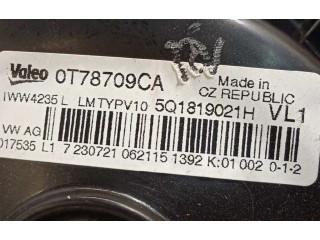 Valeo 0T78709CA
Made in
CZ REPUBLIC
IWW4235 L LMTYPV10 5Q1819021H VL1
VW AG
017535 L1 7 230721 062115 1392 K:01 002 0-1-2